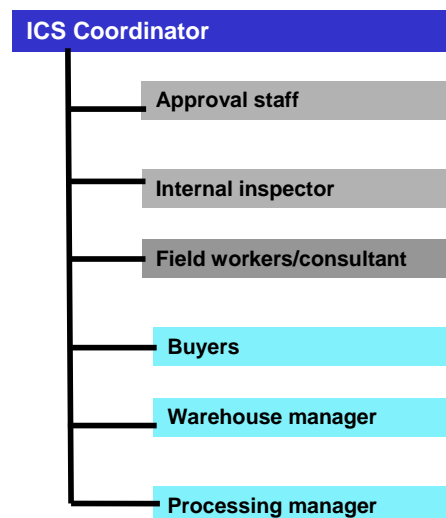 ICS Coordinator
Approval staff
Internal inspector
Field workers/consultant
Buyers
Warehouse manager
Processing manager